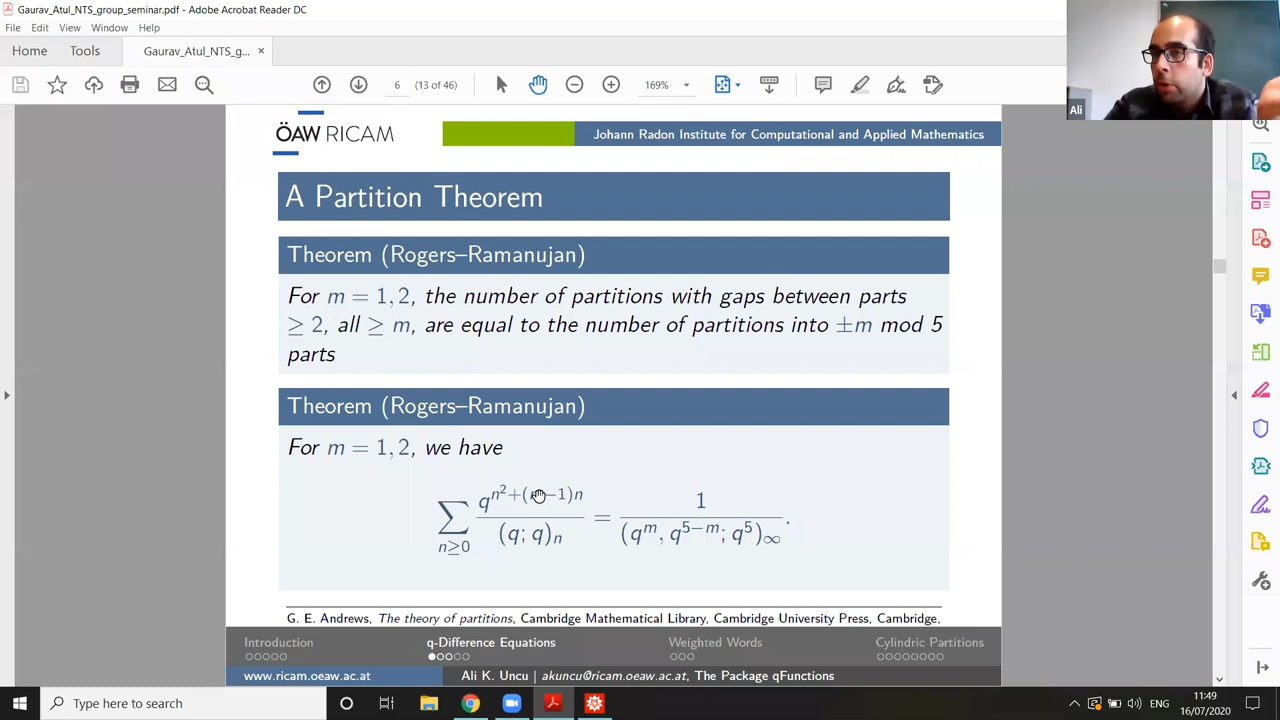 Gaurav_Atul_NTS_group_seminar.pdf - Adobe Acrobat Reader DC
File Edit View Window Help
Home Tools Gaurav_Atul_NTS_g... ×
6 (13 of 46) 169%
Ali
ÖAW RICAM Johann Radon Institute for Computational and Applied Mathematics
A Partition Theorem
Theorem (Rogers–Ramanujan)
For m = 1, 2, the number of partitions with gaps between parts
≥ 2, all ≥ m, are equal to the number of partitions into ±m mod 5
parts
Theorem (Rogers–Ramanujan)
For m = 1, 2, we have
∑_{n≥0} q^{n²+(m−1)n} / (q; q)_n = 1 / (q^m, q^{5−m}; q^5)_∞.
G. E. Andrews, The theory of partitions, Cambridge Mathematical Library, Cambridge University Press, Cambridge,
Introduction q-Difference Equations Weighted Words Cylindric Partitions
www.ricam.oeaw.ac.at Ali K. Uncu / akuncu@ricam.oeaw.ac.at, The Package qFunctions
Type here to search
ENG
11:49
16/07/2020